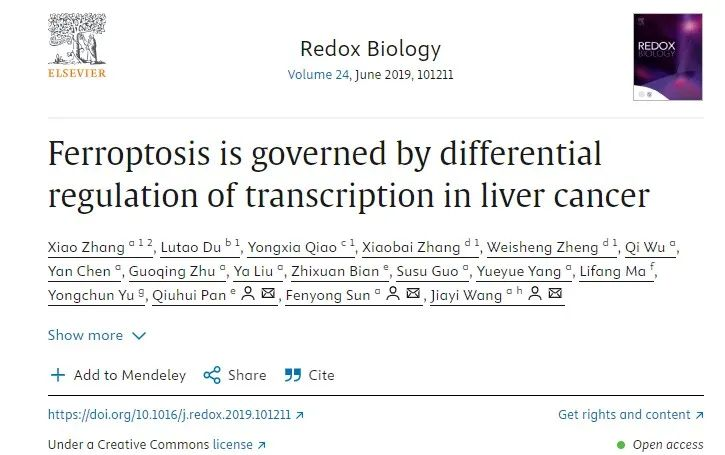 ELSEVIER
Redox Biology
Volume 24, June 2019, 101211
REDOX
BIOLOGY
Ferroptosis is governed by differential
regulation of transcription in liver cancer
Xiao Zhang a 1 2, Lutao Du b 1, Yongxia Qiao c 1, Xiaobai Zhang d 1, Weisheng Zheng d 1, Qi Wu a,
Yan Chen a, Guoqing Zhu a, Ya Liu a, Zhixuan Bian e, Susu Guo a, Yueyue Yang a, Lifang Ma f,
Yongchun Yu g, Qiuhui Pan e, Fenyong Sun a, Jiayi Wang a h
Show more
Add to Mendeley Share Cite
https://doi.org/10.1016/j.redox.2019.101211 Get rights and content
Under a Creative Commons license Open access